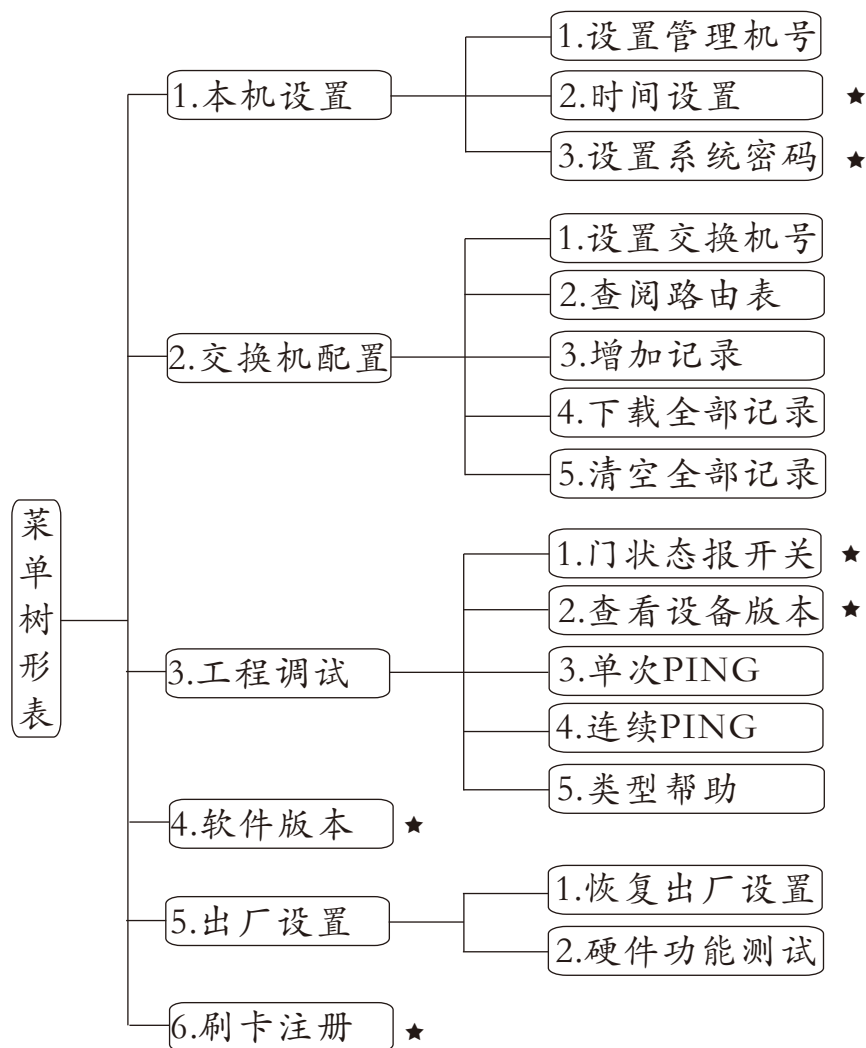 菜单树形表
1.本机设置
1.设置管理机号
2.时间设置 ★
3.设置系统密码 ★
2.交换机配置
1.设置交换机号
2.查阅路由表
3.增加记录
4.下载全部记录
5.清空全部记录
3.工程调试
1.门状态报开关 ★
2.查看设备版本 ★
3.单次PING
4.连续PING
5.类型帮助
4.软件版本 ★
5.出厂设置
1.恢复出厂设置
2.硬件功能测试
6.刷卡注册 ★